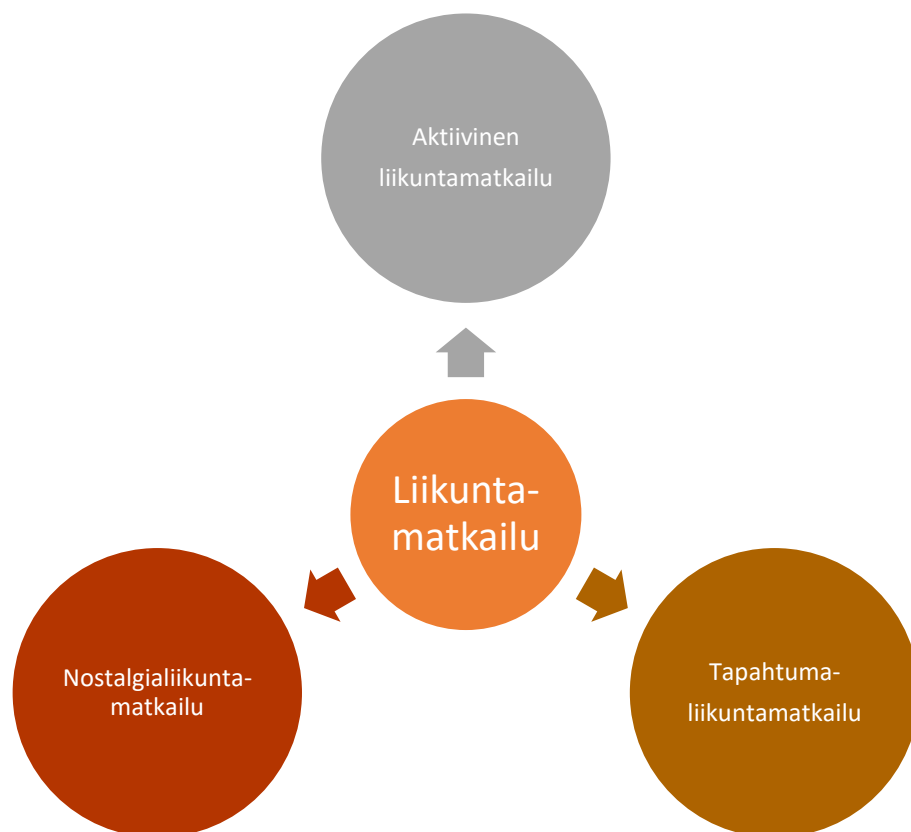 Aktiivinen
liikuntamatkailu
Liikunta-
matkailu
Nostalgialiikunta-
matkailu
Tapahtuma-
liikuntamatkailu